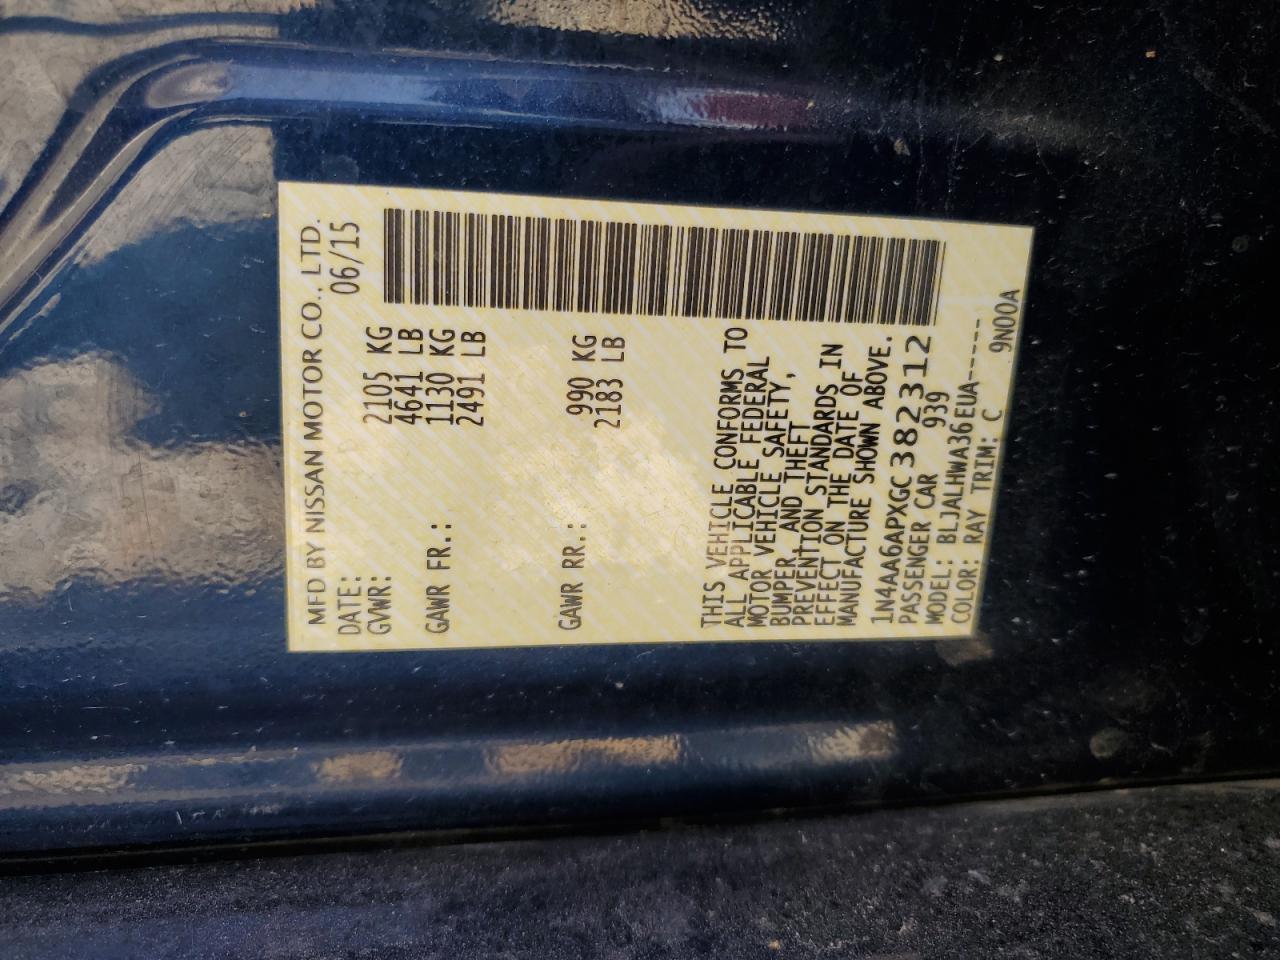 MFD BY NISSAN MOTOR CO., LTD.
DATE: 06/15
GVWR: 2105 KG
4641 LB
GAWR FR.: 1130 KG
2491 LB
GAWR RR.: 990 KG
2183 LB
THIS VEHICLE CONFORMS TO
ALL APPLICABLE FEDERAL
MOTOR VEHICLE SAFETY,
BUMPER, AND THEFT
PREVENTION STANDARDS IN
EFFECT ON THE DATE OF
MANUFACTURE SHOWN ABOVE.
1N4AA6APXGC382312
PASSENGER CAR 939
MODEL: BLJALHWA36EUA-----
COLOR: RAY TRIM: C 9N00A